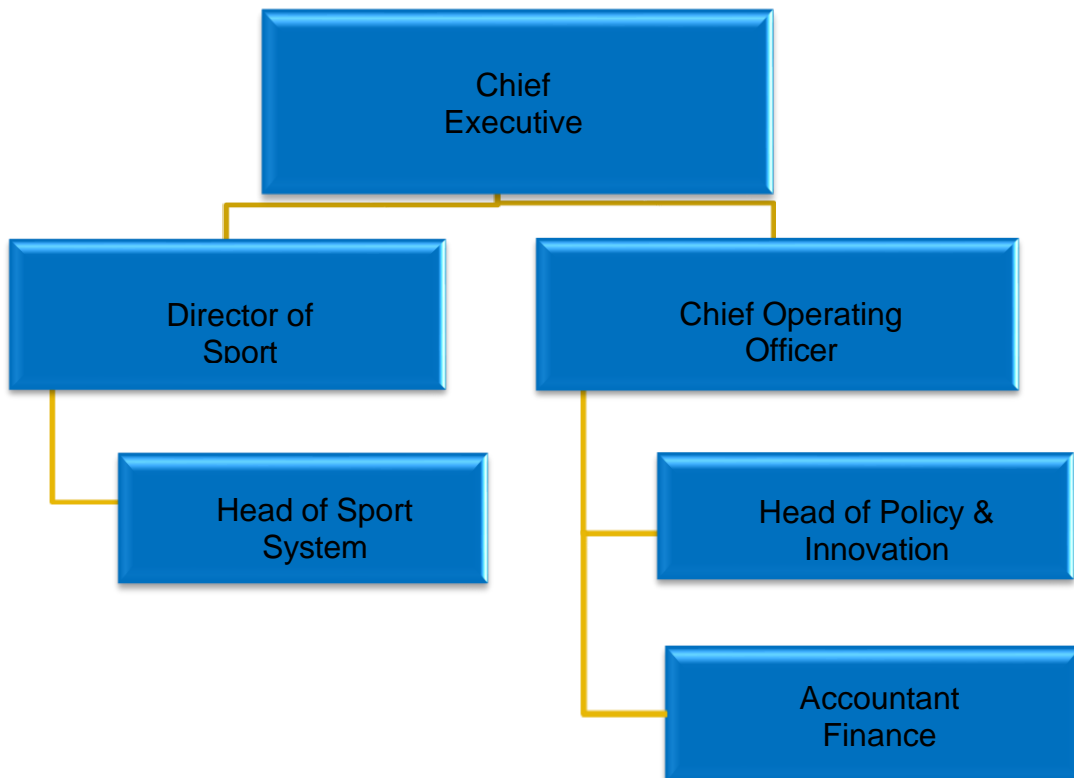 Chief
Executive
Director of
Sport
Chief Operating
Officer
Head of Sport
System
Head of Policy &
Innovation
Accountant
Finance